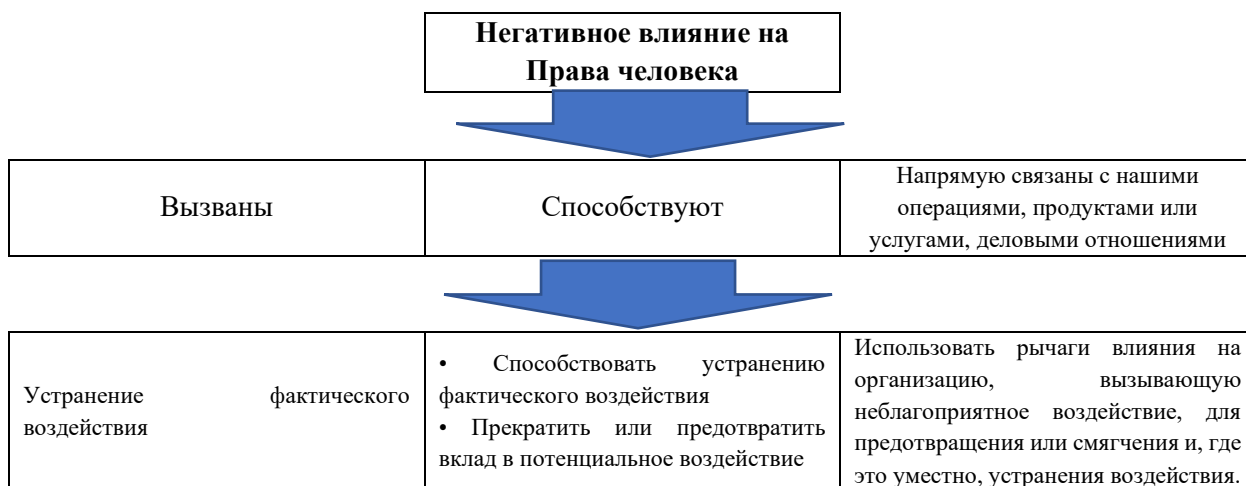 Негативное влияние на
Права человека
Вызваны
Способствуют
Напрямую связаны с нашими
операциями, продуктами или
услугами, деловыми отношениями
Устранение фактического
воздействия
• Способствовать устранению
фактического воздействия
• Прекратить или предотвратить
вклад в потенциальное воздействие
Использовать рычаги влияния на
организацию, вызывающую
неблагоприятное воздействие, для
предотвращения или смягчения и, где
это уместно, устранения воздействия.